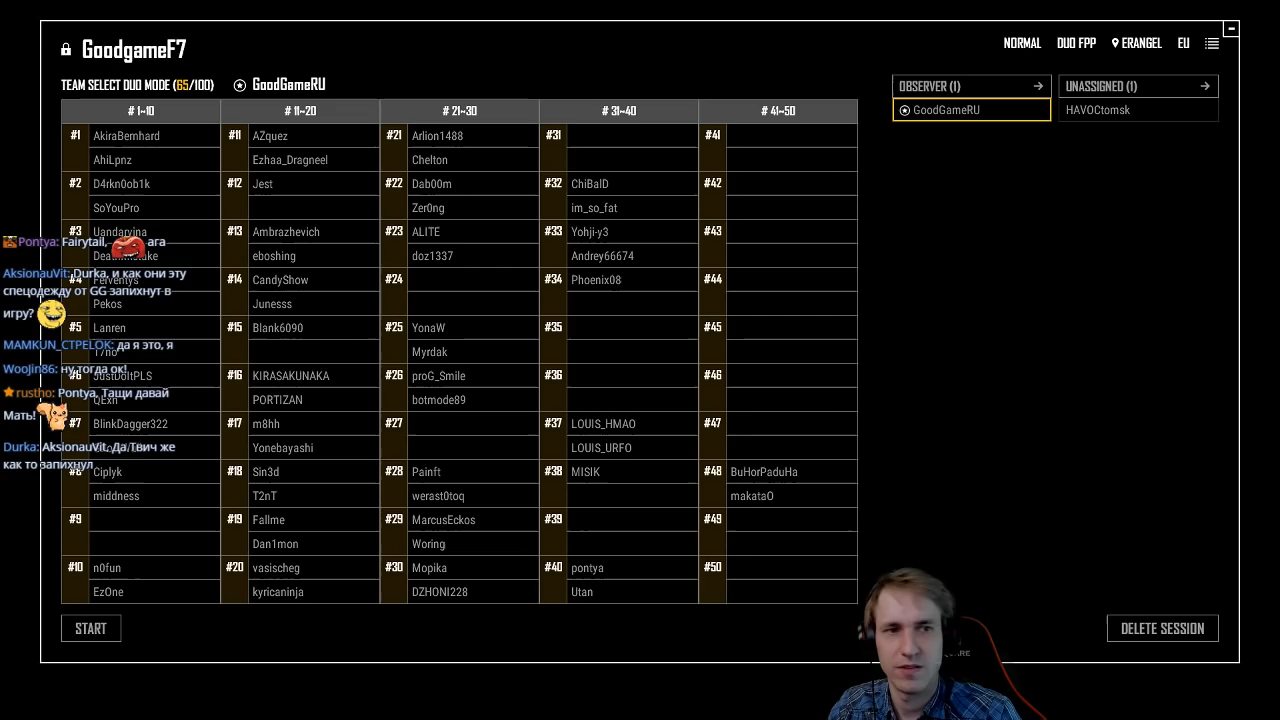 GoodgameF7
NORMAL DUO FPP ERANGEL EU
TEAM SELECT DUO MODE (65/100) GoodGameRU
OBSERVER (1)
GoodGameRU
UNASSIGNED (1)
HAVOCtomsk
# 1~10
#1 AkiraBernhard
AhiLpnz
#2 D4rkn0ob1k
SoYouPro
#3 Uandaryina
#4 Ferventys
Pekos
#5 Lanren
T7no
#6 JustDoItPLS
QExn
#7 BlinkDagger322
#8 Ciplyk
middness
#9
#10 n0fun
EzOne
# 11~20
#11 AZquez
Ezhaa_Dragneel
#12 Jest
#13 Ambrazhevich
eboshing
#14 CandyShow
Junesss
#15 Blank6090
#16 KIRASAKUNAKA
PORTIZAN
#17 m8hh
Yonebayashi
#18 Sin3d
T2nT
#19 Fallme
Dan1mon
#20 vasischeg
kyricaninja
# 21~30
#21 Arlion1488
Chelton
#22 Dab00m
Zer0ng
#23 ALITE
doz1337
#24
#25 YonaW
Myrdak
#26 proG_Smile
botmode89
#27
#28 Painft
werast0toq
#29 MarcusEckos
Woring
#30 Mopika
DZHONI228
# 31~40
#31
#32 ChiBalD
im_so_fat
#33 Yohji-y3
Andrey66674
#34 Phoenix08
#35
#36
#37 LOUIS_HMAO
LOUIS_URFO
#38 MISIK
#39
#40 pontya
Utan
# 41~50
#41
#42
#43
#44
#45
#46
#47
#48 BuHorPaduHa
makataO
#49
#50
Pontya: Fairytail, ага
AksionauVit: Durka, и как они эту
спецодежду от GG запихнут в
игру?
MAMKUN_CTPELOK: да я это, я
WooJin86: ну тогда ок!
rustho: Pontya, Тащи давай
Мать!
Durka: AksionauVit, Да Твич же
как то запихнул
START
DELETE SESSION